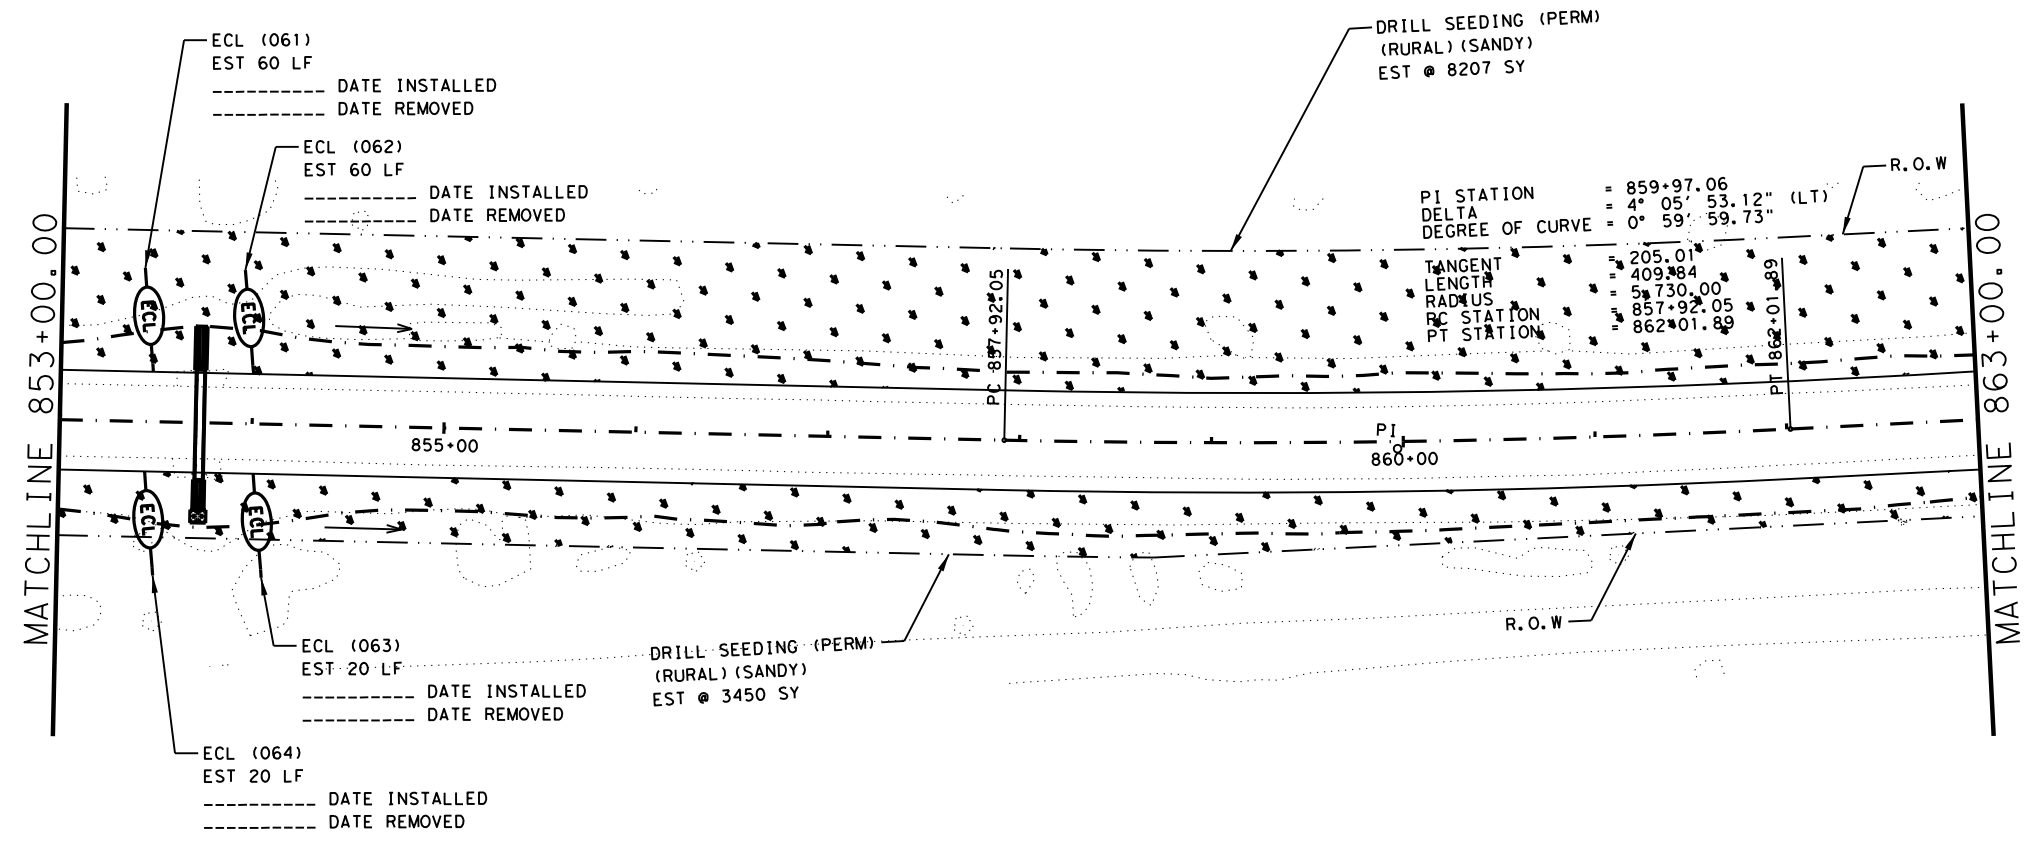 ECL (061)
EST 60 LF
__________ DATE INSTALLED
__________ DATE REMOVED
ECL (062)
EST 60 LF
__________ DATE INSTALLED
__________ DATE REMOVED
DRILL SEEDING (PERM)
(RURAL)(SANDY)
EST @ 8207 SY
R.O.W
PI STATION = 859+97.06
DELTA = 4° 05' 53.12" (LT)
DEGREE OF CURVE = 0° 59' 59.73"
TANGENT = 205.01
LENGTH = 409.84
RADIUS = 5,730.00
PC STATION = 857+92.05
PT STATION = 862+01.89
MATCHLINE 853+00.00
ECL
ECL
PC 857+92.05
PT 862+01.89
MATCHLINE 863+00.00
855+00
PI
860+00
ECL
ECL
ECL (063)
EST 20 LF
__________ DATE INSTALLED
__________ DATE REMOVED
DRILL SEEDING (PERM)
(RURAL)(SANDY)
EST @ 3450 SY
R.O.W
ECL (064)
EST 20 LF
__________ DATE INSTALLED
__________ DATE REMOVED